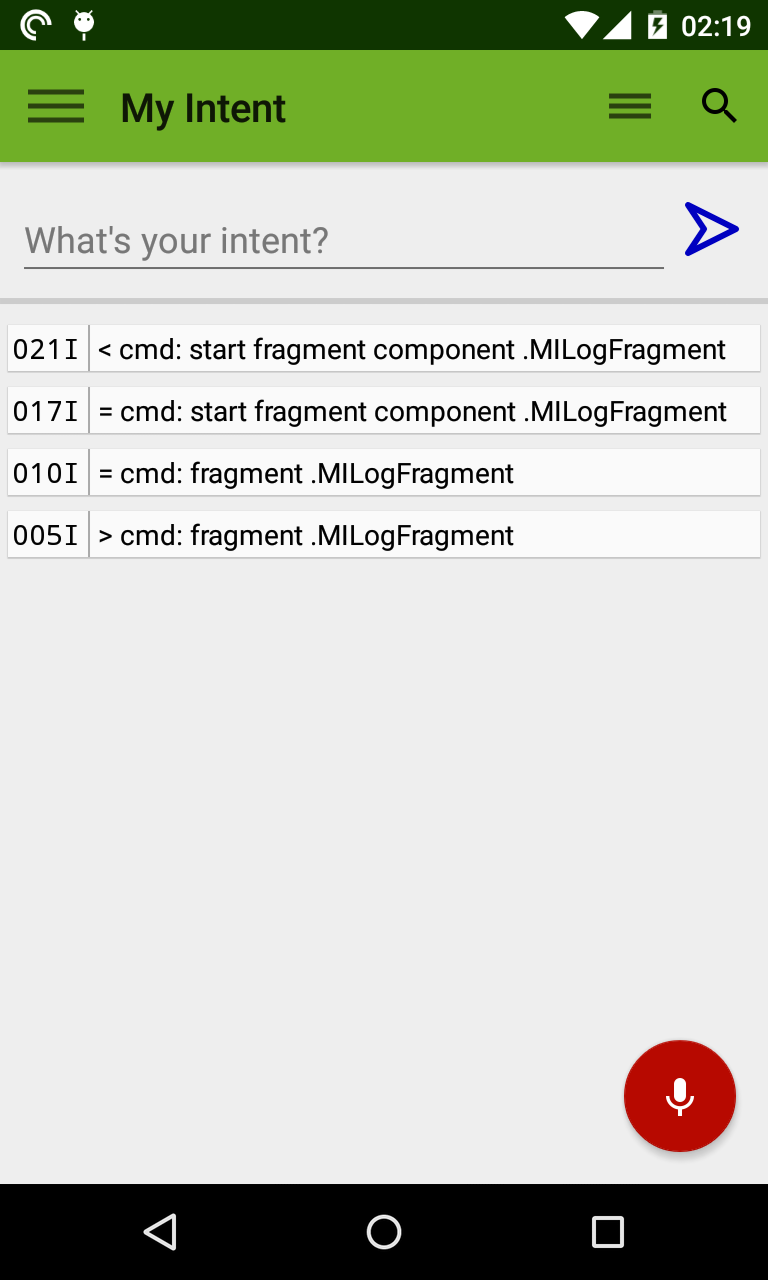 02:19
My Intent
What's your intent?
021I < cmd: start fragment component .MILogFragment
017I = cmd: start fragment component .MILogFragment
010I = cmd: fragment .MILogFragment
005I > cmd: fragment .MILogFragment